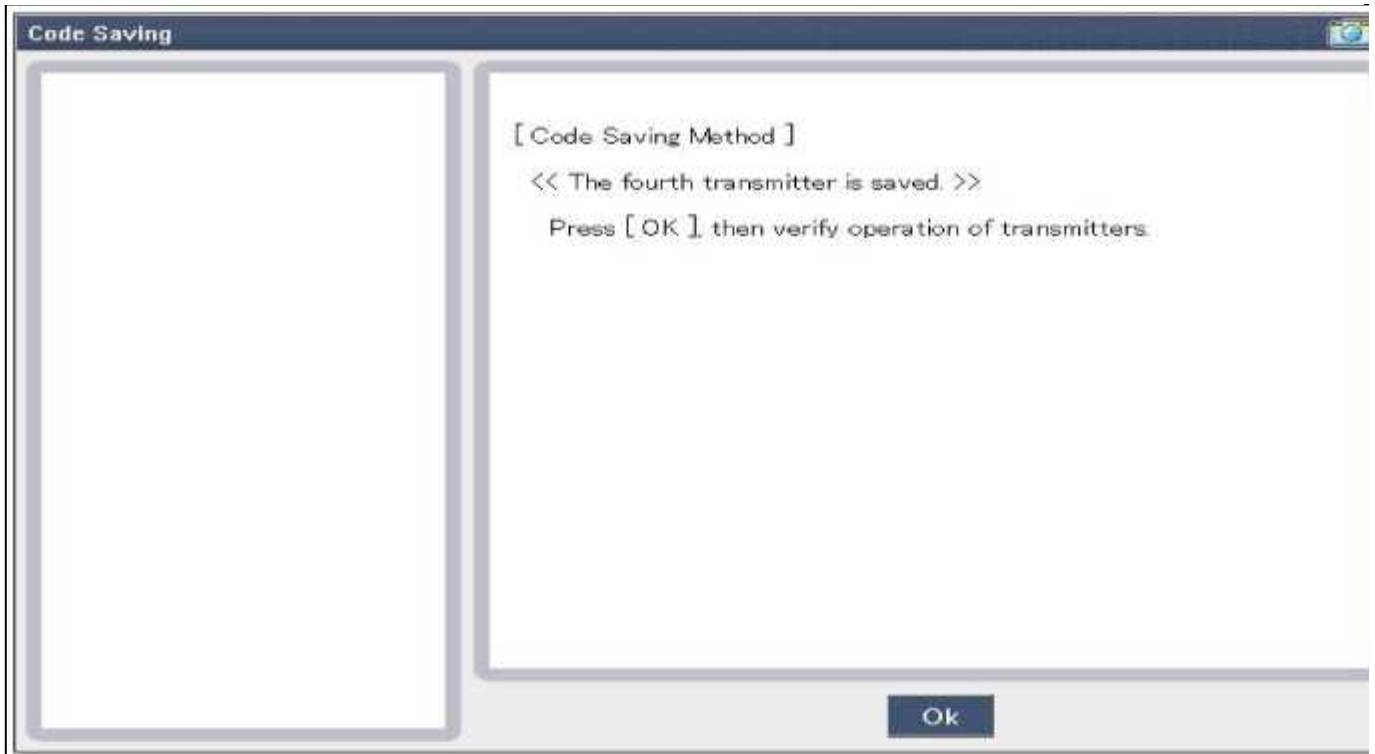 Code Saving
[ Code Saving Method ]
<< The fourth transmitter is saved. >>
Press [ OK ], then verify operation of transmitters.
Ok